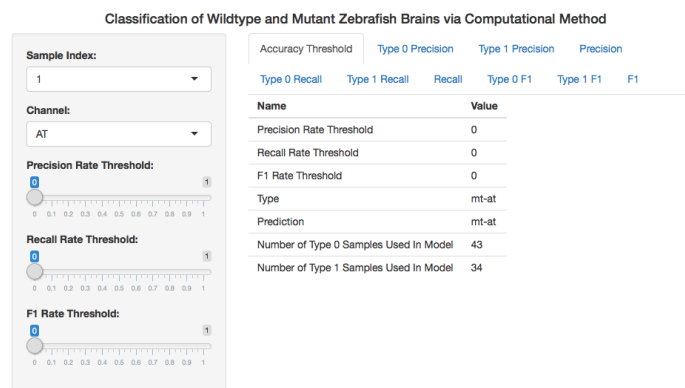 Classification of Wildtype and Mutant Zebrafish Brains via Computational Method
Sample Index:
1
Channel:
AT
Precision Rate Threshold:
0 1
0 0.1 0.2 0.3 0.4 0.5 0.6 0.7 0.8 0.9 1
Recall Rate Threshold:
0 1
0 0.1 0.2 0.3 0.4 0.5 0.6 0.7 0.8 0.9 1
F1 Rate Threshold:
0 1
0 0.1 0.2 0.3 0.4 0.5 0.6 0.7 0.8 0.9 1
Accuracy Threshold Type 0 Precision Type 1 Precision Precision
Type 0 Recall Type 1 Recall Recall Type 0 F1 Type 1 F1 F1
Name Value
Precision Rate Threshold 0
Recall Rate Threshold 0
F1 Rate Threshold 0
Type mt-at
Prediction mt-at
Number of Type 0 Samples Used In Model 43
Number of Type 1 Samples Used In Model 34